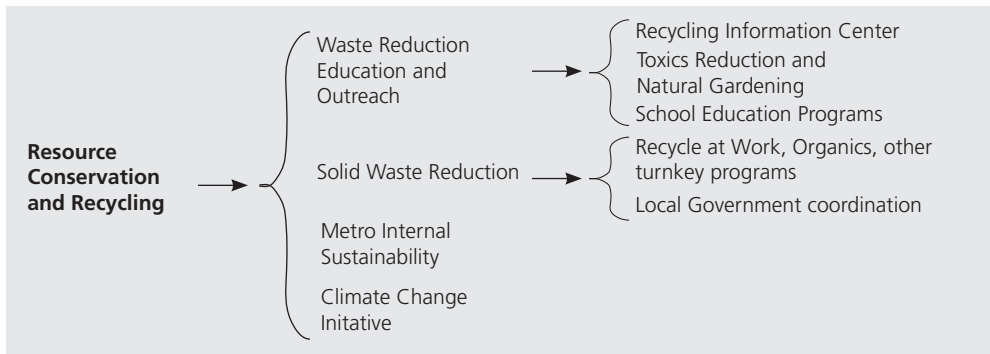 Resource
Conservation
and Recycling
Waste Reduction
Education and
Outreach
Recycling Information Center
Toxics Reduction and
Natural Gardening
School Education Programs
Solid Waste Reduction
Recycle at Work, Organics, other
turnkey programs
Local Government coordination
Metro Internal
Sustainability
Climate Change
Initative